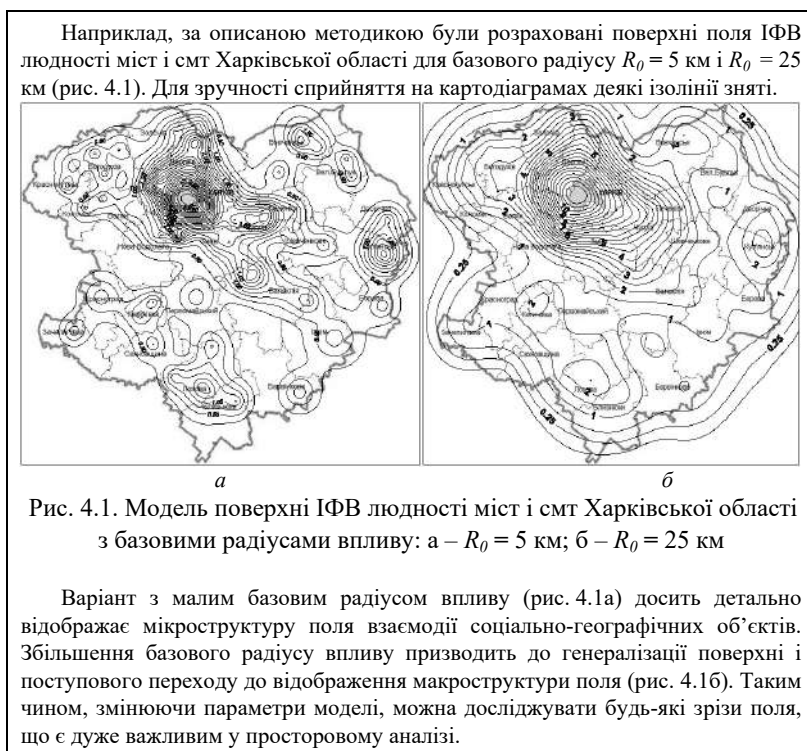 Наприклад, за описаною методикою були розраховані поверхні поля ІФВ
людності міст і смт Харківської області для базового радіусу R₀ = 5 км і R₀ = 25
км (рис. 4.1). Для зручності сприйняття на картодіаграмах деякі ізолінії зняті.
а
б
Рис. 4.1. Модель поверхні ІФВ людності міст і смт Харківської області
з базовими радіусами впливу: а – R₀ = 5 км; б – R₀ = 25 км
Варіант з малим базовим радіусом впливу (рис. 4.1а) досить детально
відображає мікроструктуру поля взаємодії соціально-географічних об’єктів.
Збільшення базового радіусу впливу призводить до генералізації поверхні і
поступового переходу до відображення макроструктури поля (рис. 4.1б). Таким
чином, змінюючи параметри моделі, можна досліджувати будь-які зрізи поля,
що є дуже важливим у просторовому аналізі.